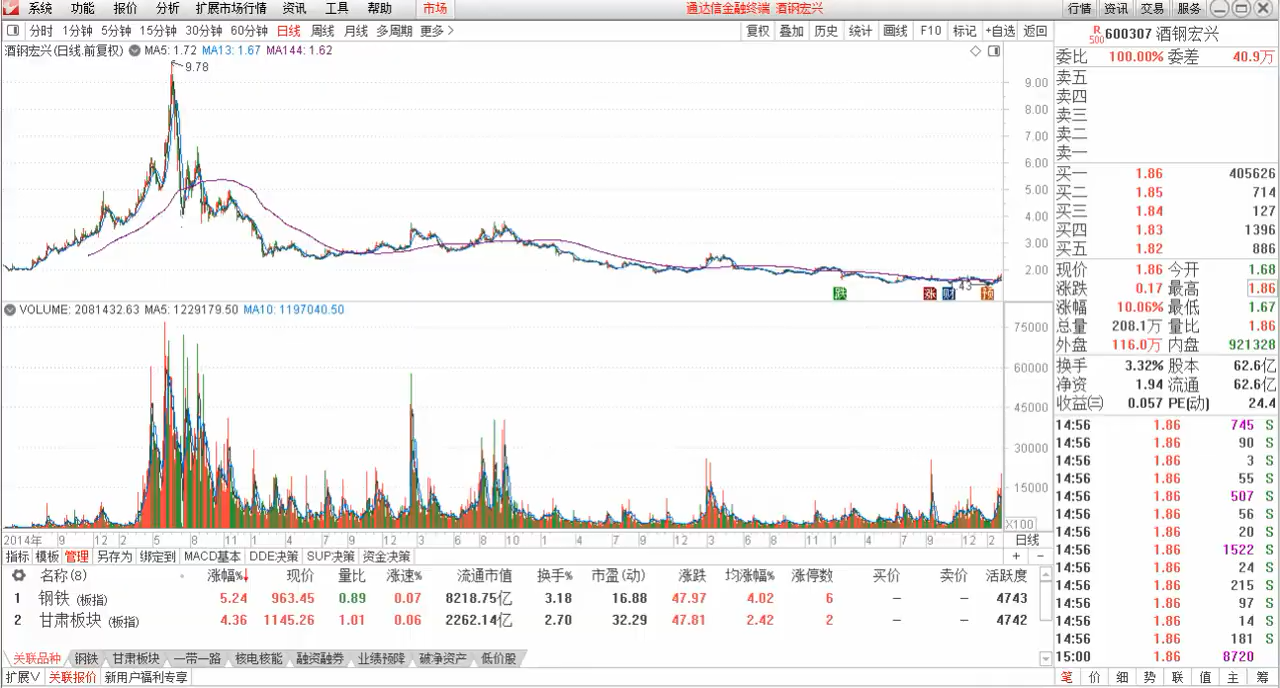 系统 功能 报价 分析 扩展市场行情 资讯 工具 帮助 市场 通达信金融终端 酒钢宏兴 行情 资讯 交易 服务
分时 1分钟 5分钟 15分钟 30分钟 60分钟 日线 周线 月线 多周期 更多 复权 叠加 历史 统计 画线 F10 标记 +自选 返回
R 500 600307 酒钢宏兴
酒钢宏兴(日线.前复权) MA5: 1.72 MA13: 1.67 MA144: 1.62
委比 100.00% 委差 40.9万
9.78
卖五
9.00
卖四
8.00
卖三
7.00
卖二
6.00
卖一
5.00
买一 1.86 405626
买二 1.85 714
4.00
买三 1.84 127
3.00
买四 1.83 1396
买五 1.82 886
2.00
现价 1.86 今开 1.68
跌 涨 财 43 预
涨跌 0.17 最高 1.86
涨幅 10.06% 最低 1.67
VOLUME: 2081432.63 MA5: 1229179.50 MA10: 1197040.50
总量 208.1万 量比 1.86
75000
外盘 116.0万 内盘 921328
60000
换手 3.32% 股本 62.6亿
净资 1.94 流通 62.6亿
45000
收益㈢ 0.057 PE(动) 24.4
30000
15000
X100
14:56 1.86 745 S
14:56 1.86 90 S
14:56 1.86 3 S
14:56 1.86 55 S
14:56 1.86 507 S
14:56 1.86 56 S
14:56 1.86 20 S
14:56 1.86 1522 S
14:56 1.86 24 S
14:56 1.86 215 S
14:56 1.86 97 S
14:56 1.86 14 S
14:56 1.86 181 S
15:00 1.86 8720
2014年 9 12 2 5 9 11 1 4 7 9 11 1 3 6 8 10 1 4 7 9 12 3 6 8 11 1 4 7 9 12 2 日线
指标 模板 管理 另存为 绑定到 MACD基本 DDE决策 SUP决策 资金决策 + −
名称(8) 涨幅%↓ 现价 量比 涨速% 流通市值 换手% 市盈(动) 涨跌 均涨幅% 涨停数 买价 卖价 活跃度
1 钢铁 (板指) 5.24 963.45 0.89 0.07 8218.75亿 3.18 16.88 47.97 4.02 6 — — 4743
2 甘肃板块 (板指) 4.36 1145.26 1.01 0.06 2262.14亿 2.70 32.29 47.81 2.42 2 — — 4742
关联品种 钢铁 甘肃板块 一带一路 核电核能 融资融券 业绩预降 破净资产 低价股
扩展∨ 关联报价 新用户福利专享 笔 价 细 势 联 值 主 筹